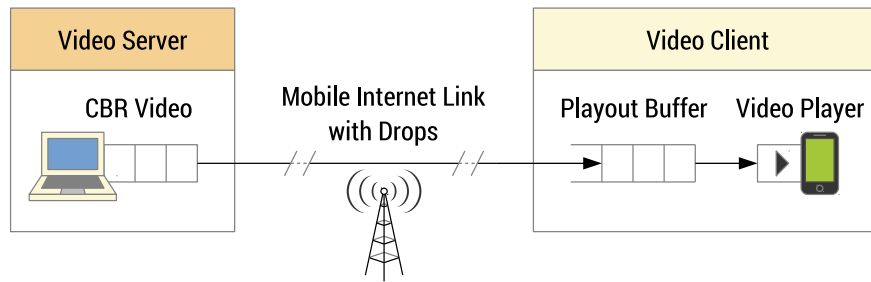 Video Server
Video Client
CBR Video
Mobile Internet Link
with Drops
Playout Buffer
Video Player